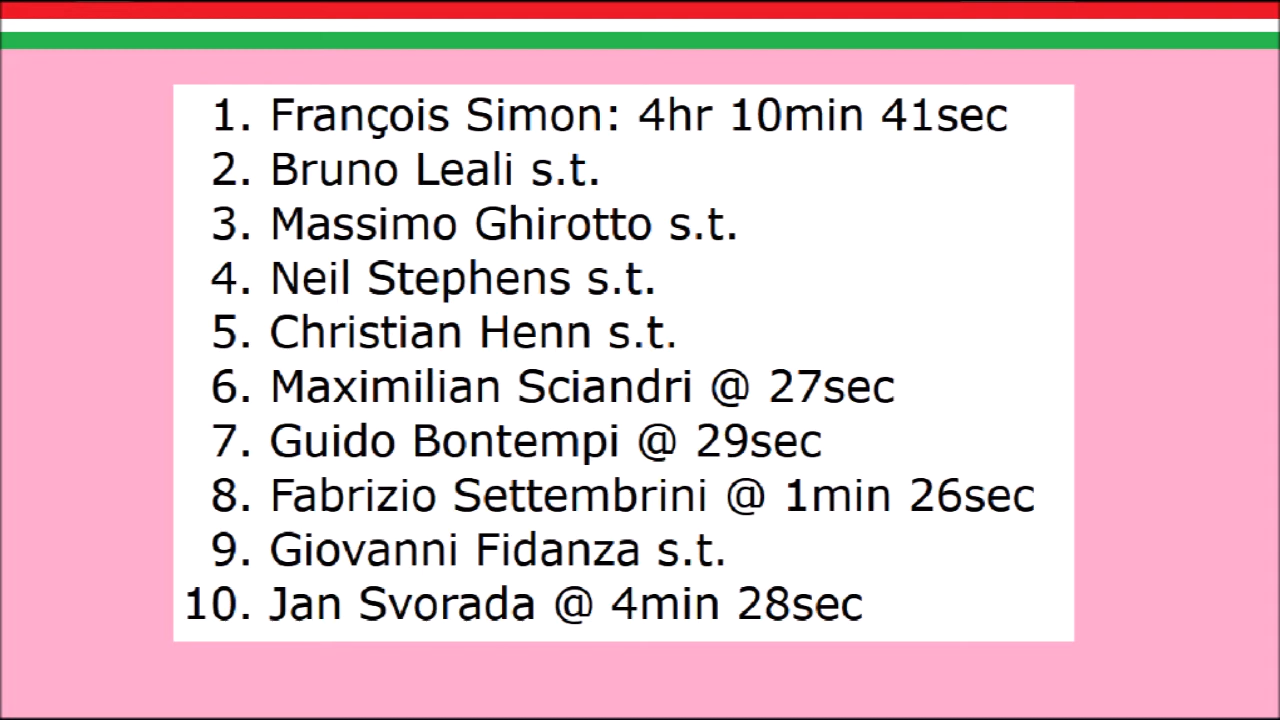 1. François Simon: 4hr 10min 41sec
2. Bruno Leali s.t.
3. Massimo Ghirotto s.t.
4. Neil Stephens s.t.
5. Christian Henn s.t.
6. Maximilian Sciandri @ 27sec
7. Guido Bontempi @ 29sec
8. Fabrizio Settembrini @ 1min 26sec
9. Giovanni Fidanza s.t.
10. Jan Svorada @ 4min 28sec